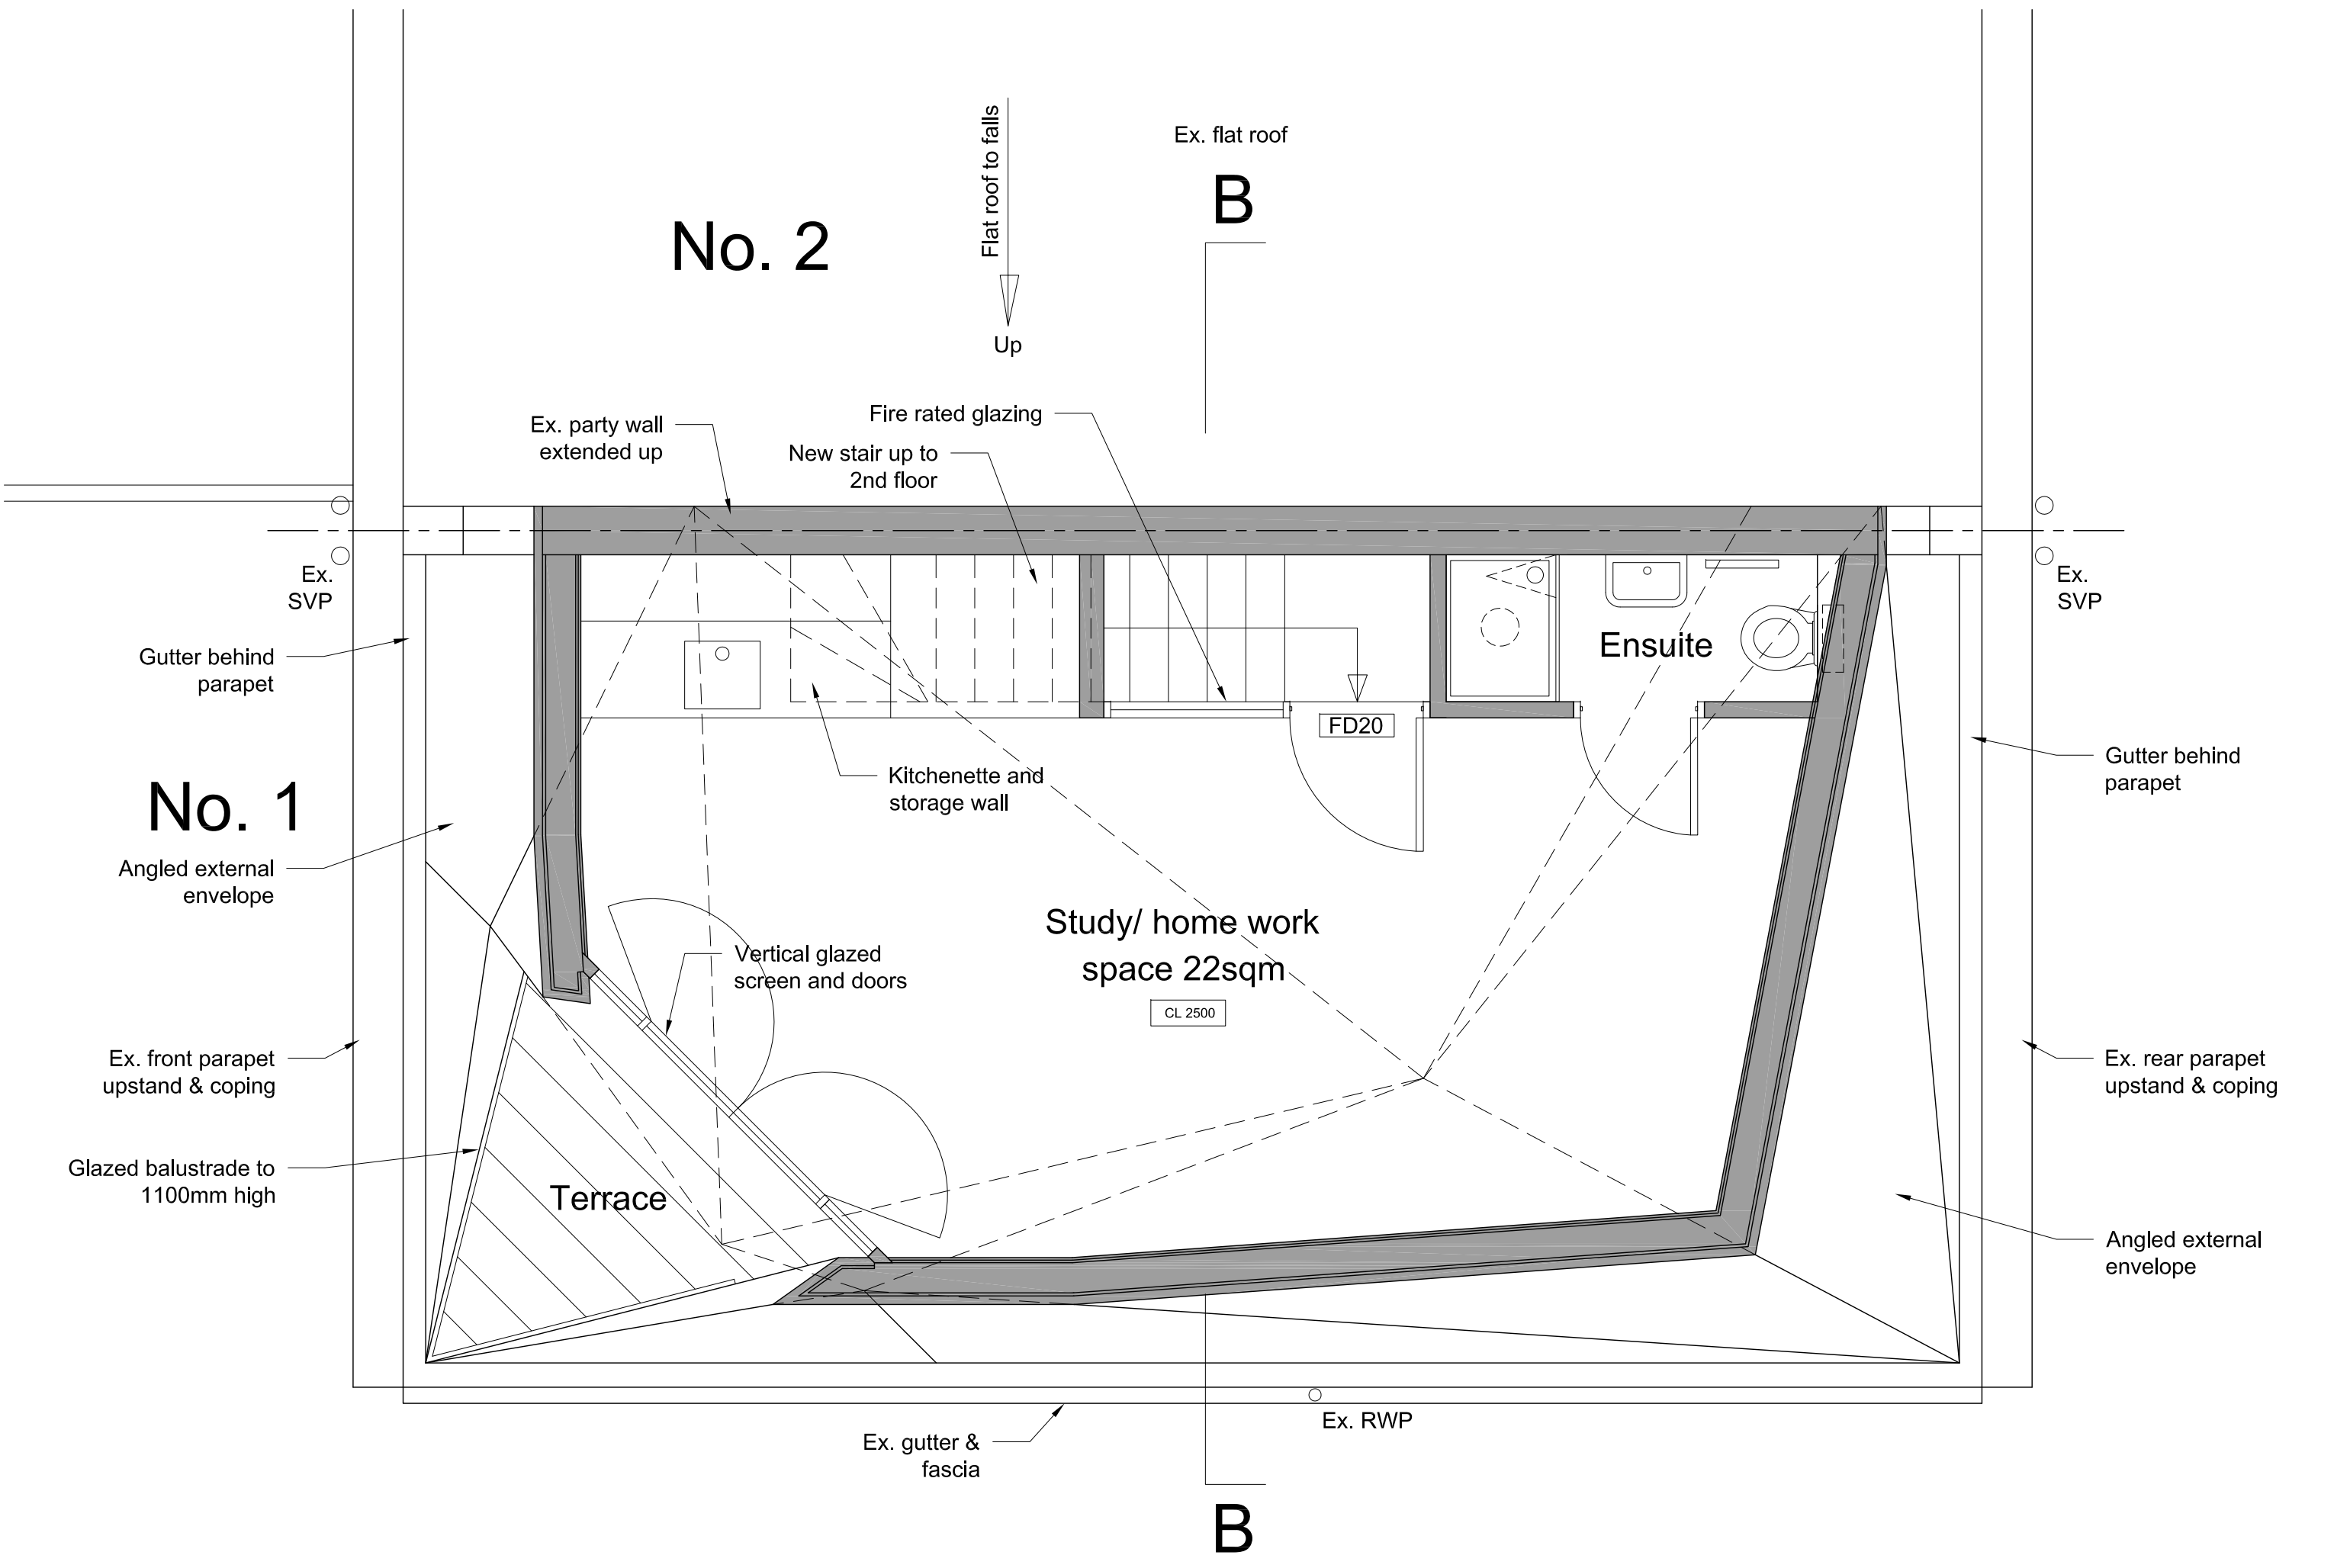 Flat roof to falls
Ex. flat roof
B
No. 2
Up
Fire rated glazing
Ex. party wall
extended up
New stair up to
2nd floor
Ex.
SVP
Ex.
SVP
Gutter behind
parapet
Ensuite
FD20
Gutter behind
parapet
Kitchenette and
storage wall
No. 1
Angled external
envelope
Study/ home work
space 22sqm
CL 2500
Vertical glazed
screen and doors
Ex. front parapet
upstand & coping
Ex. rear parapet
upstand & coping
Glazed balustrade to
1100mm high
Terrace
Angled external
envelope
Ex. RWP
Ex. gutter &
fascia
B